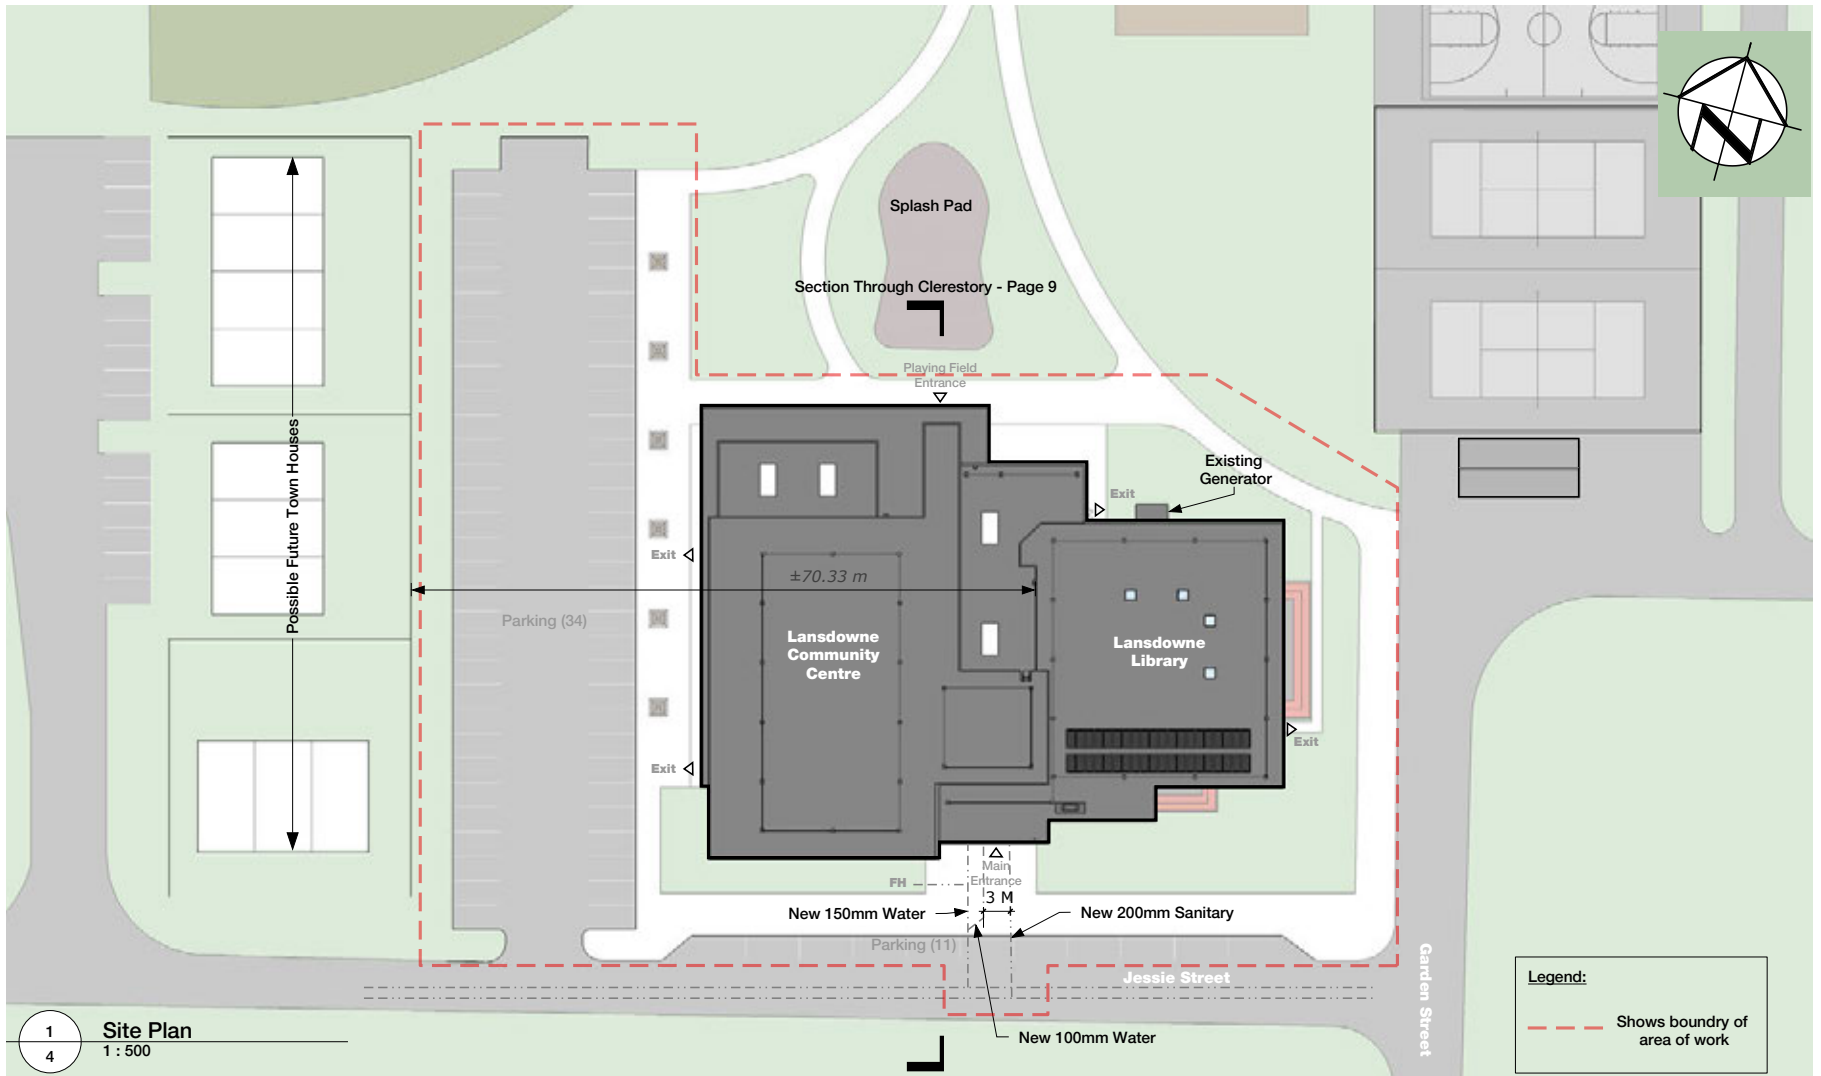 Splash Pad
Section Through Clerestory - Page 9
Playing Field
Entrance
Existing
Generator
Exit
Exit
±70.33 m
Possible Future Town Houses
Parking (34)
Lansdowne
Community
Centre
Lansdowne
Library
Exit
Exit
Main
Entrance
FH
3 M
New 150mm Water
New 200mm Sanitary
Parking (11)
Jessie Street
Garden Street
New 100mm Water
Legend:
Shows boundry of
area of work
1
4
Site Plan
1 : 500
N